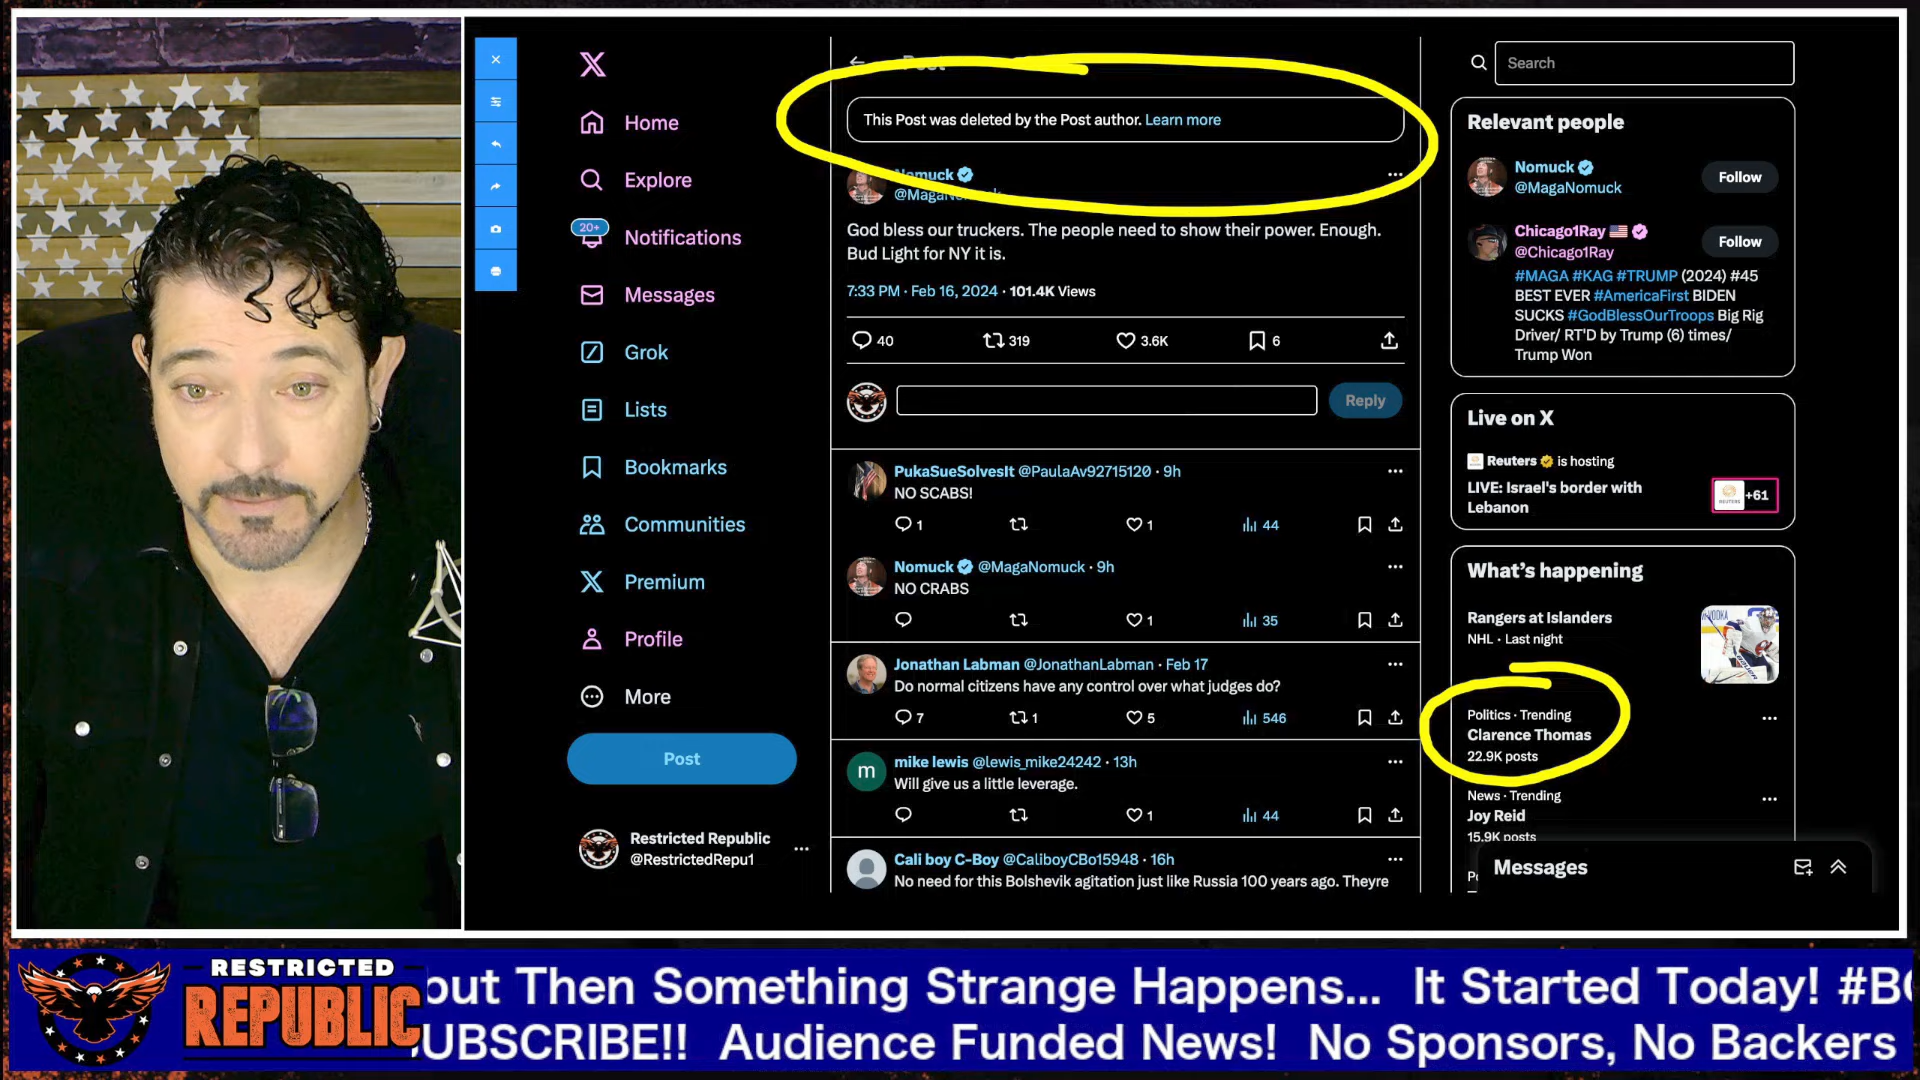 X
Home
Explore
20+
Notifications
Messages
Grok
Lists
Bookmarks
Communities
Premium
Profile
More
Post
Restricted Republic
@RestrictedRepu1
Post
This Post was deleted by the Post author. Learn more
Nomuck
God bless our truckers. The people need to show their power. Enough.
Bud Light for NY it is.
7:33 PM · Feb 16, 2024 · 101.4K Views
40 319 3.6K 6
Reply
PukaSueSolvesIt @PaulaAv92715120 · 9h
NO SCABS!
1 1 44
Nomuck @MagaNomuck · 9h
NO CRABS
1 35
Jonathan Labman @JonathanLabman · Feb 17
Do normal citizens have any control over what judges do?
7 1 5 546
m
mike lewis @lewis_mike24242 · 13h
Will give us a little leverage.
1 44
Cali boy C-Boy @CaliboyCBo15948 · 16h
No need for this Bolshevik agitation just like Russia 100 years ago. Theyre
Search
Relevant people
Nomuck
@MagaNomuck
Follow
Chicago1Ray
@Chicago1Ray
Follow
#MAGA #KAG #TRUMP (2024) #45
BEST EVER #AmericaFirst BIDEN
SUCKS #GodBlessOurTroops Big Rig
Driver/ RT'D by Trump (6) times/
Trump Won
Live on X
Reuters is hosting
LIVE: Israel's border with
Lebanon
REUTERS
+61
What's happening
Rangers at Islanders
NHL · Last night
Politics · Trending
Clarence Thomas
22.9K posts
News · Trending
Joy Reid
15.9K posts
Messages
RESTRICTED
REPUBLIC
but Then Something Strange Happens... It Started Today! #B
UBSCRIBE!! Audience Funded News! No Sponsors, No Backers